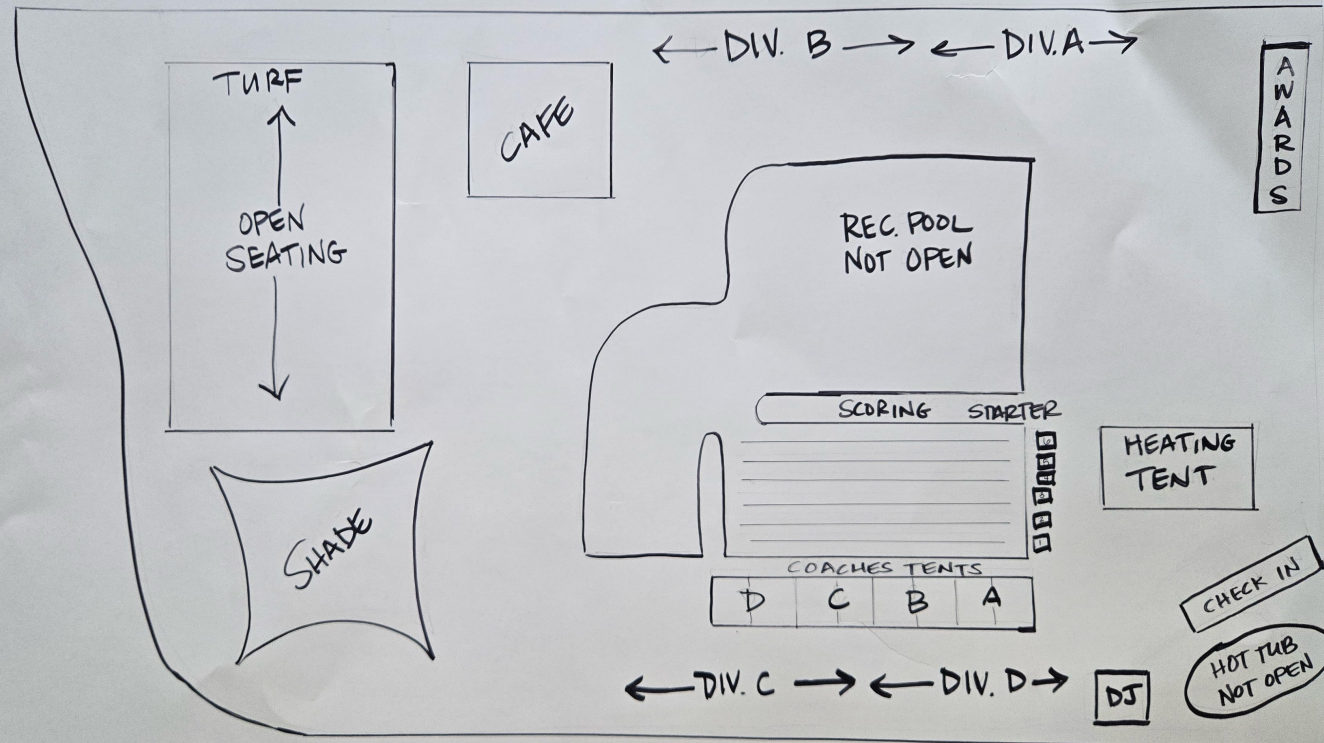 DIV. B
DIV. A
TURF
CAFE
AWARDS
OPEN
SEATING
REC. POOL
NOT OPEN
SCORING
STARTER
HEATING
TENT
SHADE
COACHES TENTS
D C B A
CHECK IN
HOT TUB
NOT OPEN
DIV. C
DIV. D
DJ